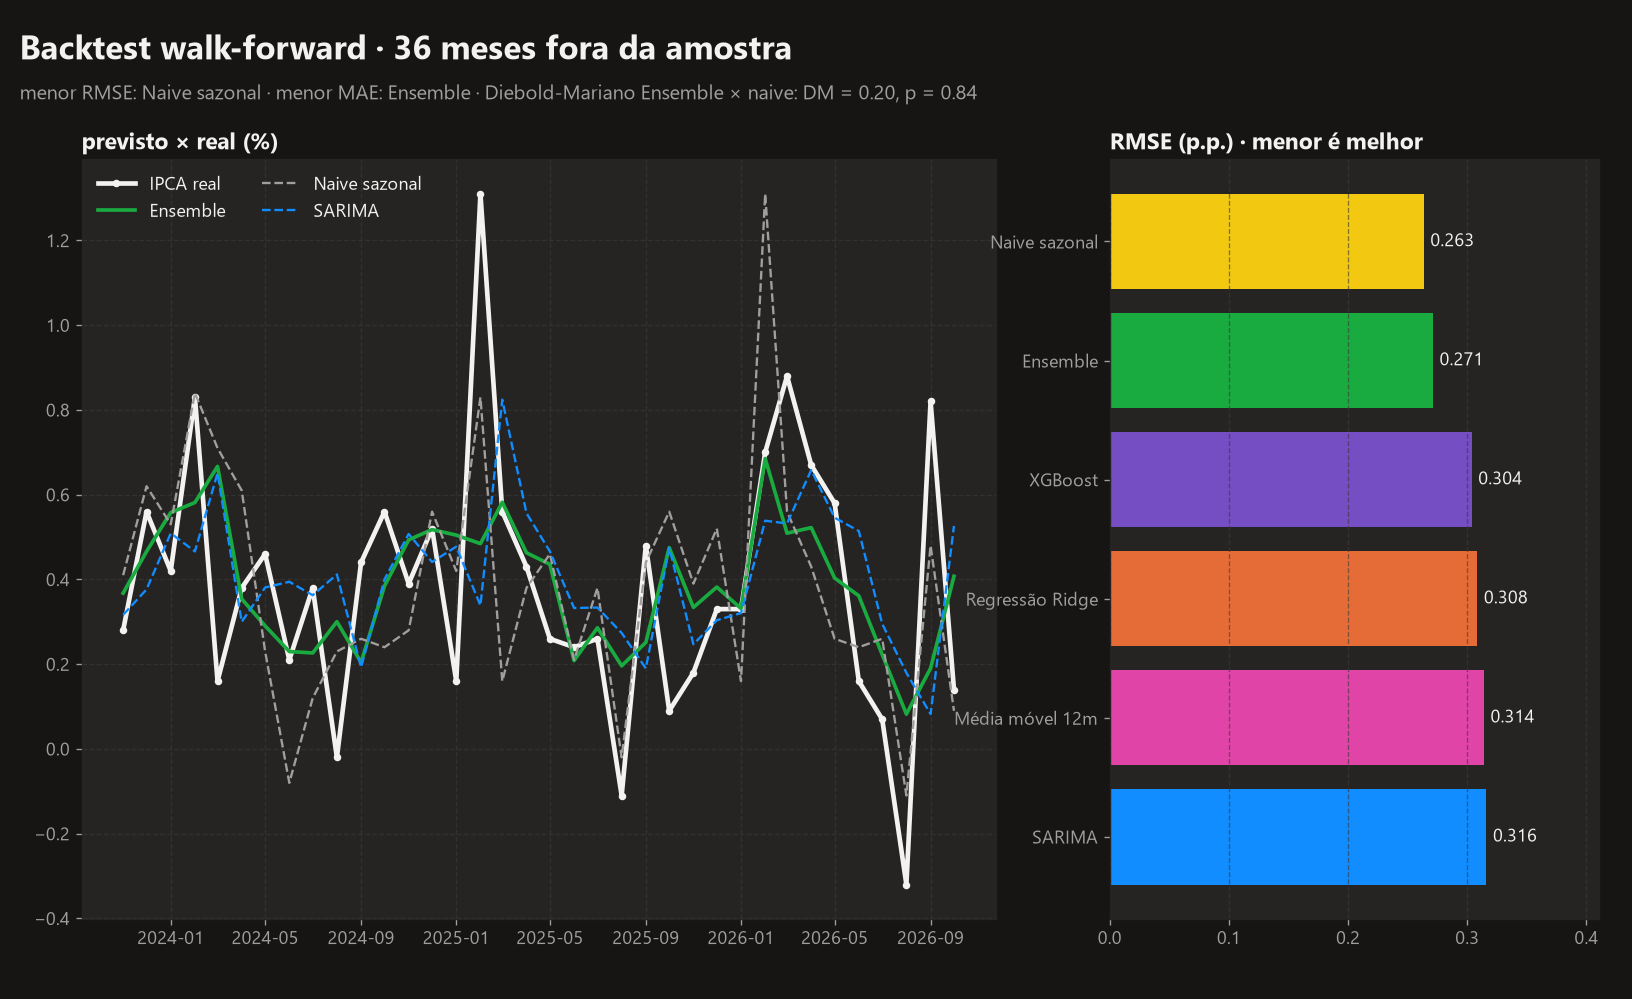 Backtest walk-forward · 36 meses fora da amostra
menor RMSE: Naive sazonal · menor MAE: Ensemble · Diebold-Mariano Ensemble × naive: DM = 0.20, p = 0.84
previsto × real (%)
IPCA real
Ensemble
Naive sazonal
SARIMA
1.2
1.0
0.8
0.6
0.4
0.2
0.0
−0.2
−0.4
2024-01 2024-05 2024-09 2025-01 2025-05 2025-09 2026-01 2026-05 2026-09
RMSE (p.p.) · menor é melhor
Naive sazonal 0.263
Ensemble 0.271
XGBoost 0.304
Regressão Ridge 0.308
Média móvel 12m 0.314
SARIMA 0.316
0.0 0.1 0.2 0.3 0.4